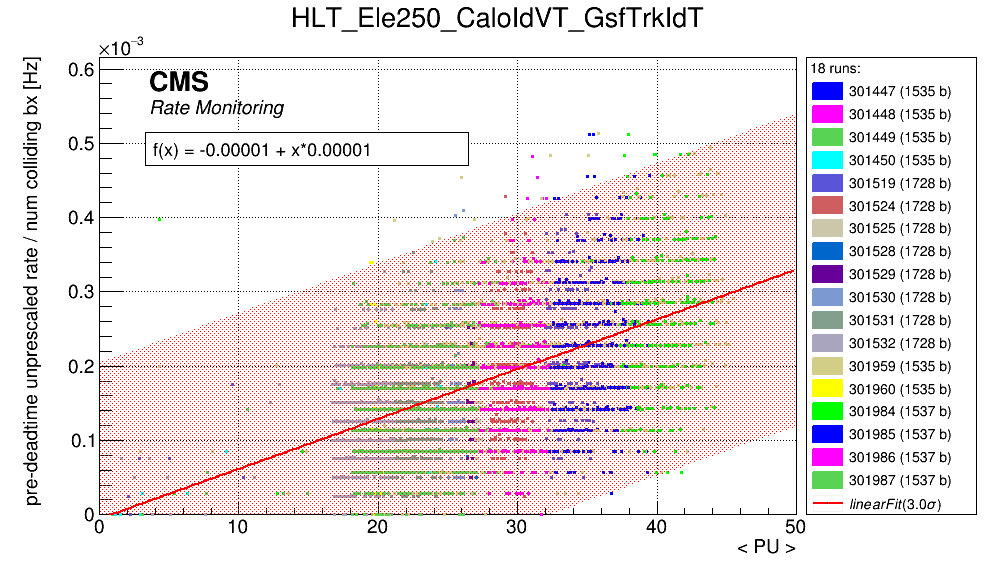 HLT_Ele250_CaloIdVT_GsfTrkIdT
×10⁻³
pre-deadtime unprescaled rate / num colliding bx [Hz]
0.6
0.5
0.4
0.3
0.2
0.1
0
CMS
Rate Monitoring
f(x) = -0.00001 + x*0.00001
0 10 20 30 40 50
< PU >
18 runs:
301447 (1535 b)
301448 (1535 b)
301449 (1535 b)
301450 (1535 b)
301519 (1728 b)
301524 (1728 b)
301525 (1728 b)
301528 (1728 b)
301529 (1728 b)
301530 (1728 b)
301531 (1728 b)
301532 (1728 b)
301959 (1535 b)
301960 (1535 b)
301984 (1537 b)
301985 (1537 b)
301986 (1537 b)
301987 (1537 b)
linearFit(3.0σ)